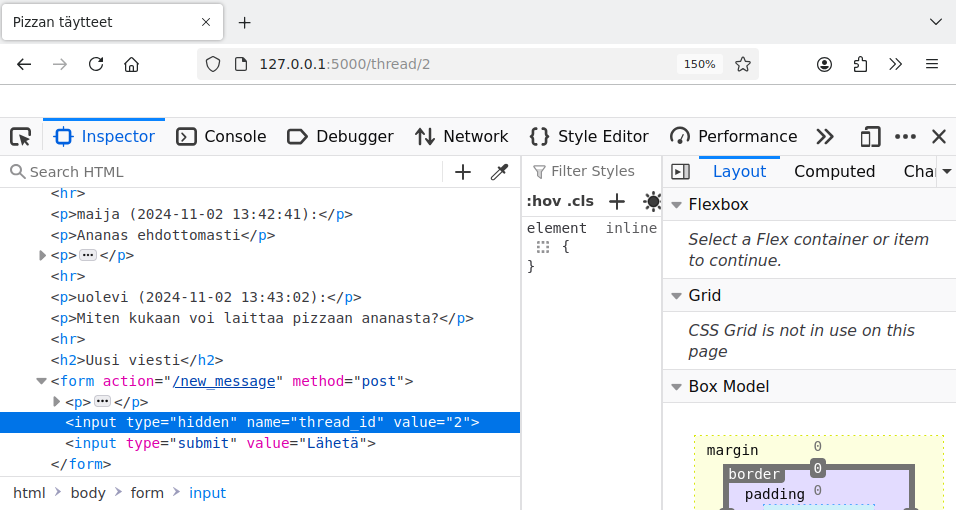 Pizzan täytteet
127.0.0.1:5000/thread/2 150%
Inspector Console Debugger Network Style Editor Performance
Search HTML
Filter Styles
Layout Computed Cha
:hov .cls
<hr>
<p>maija (2024-11-02 13:42:41):</p>
<p>Ananas ehdottomasti</p>
<p>···</p>
<hr>
<p>uolevi (2024-11-02 13:43:02):</p>
<p>Miten kukaan voi laittaa pizzaan ananasta?</p>
<hr>
<h2>Uusi viesti</h2>
<form action="/new_message" method="post">
<p>···</p>
<input type="hidden" name="thread_id" value="2">
<input type="submit" value="Lähetä">
</form>
html > body > form > input
element inline
{
}
Flexbox
Select a Flex container or item
to continue.
Grid
CSS Grid is not in use on this
page
Box Model
margin 0
border 0
padding 0